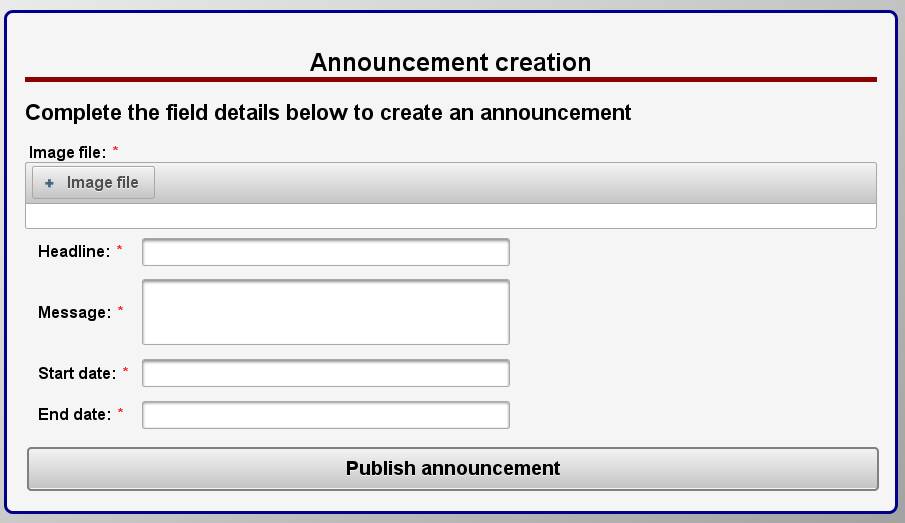 Announcement creation
Complete the field details below to create an announcement
Image file: *
+ Image file
Headline: *
Message: *
Start date: *
End date: *
Publish announcement